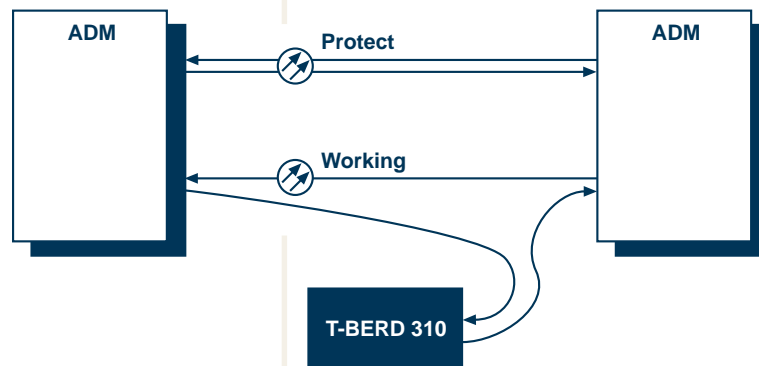 ADM
ADM
Protect
Working
T-BERD 310